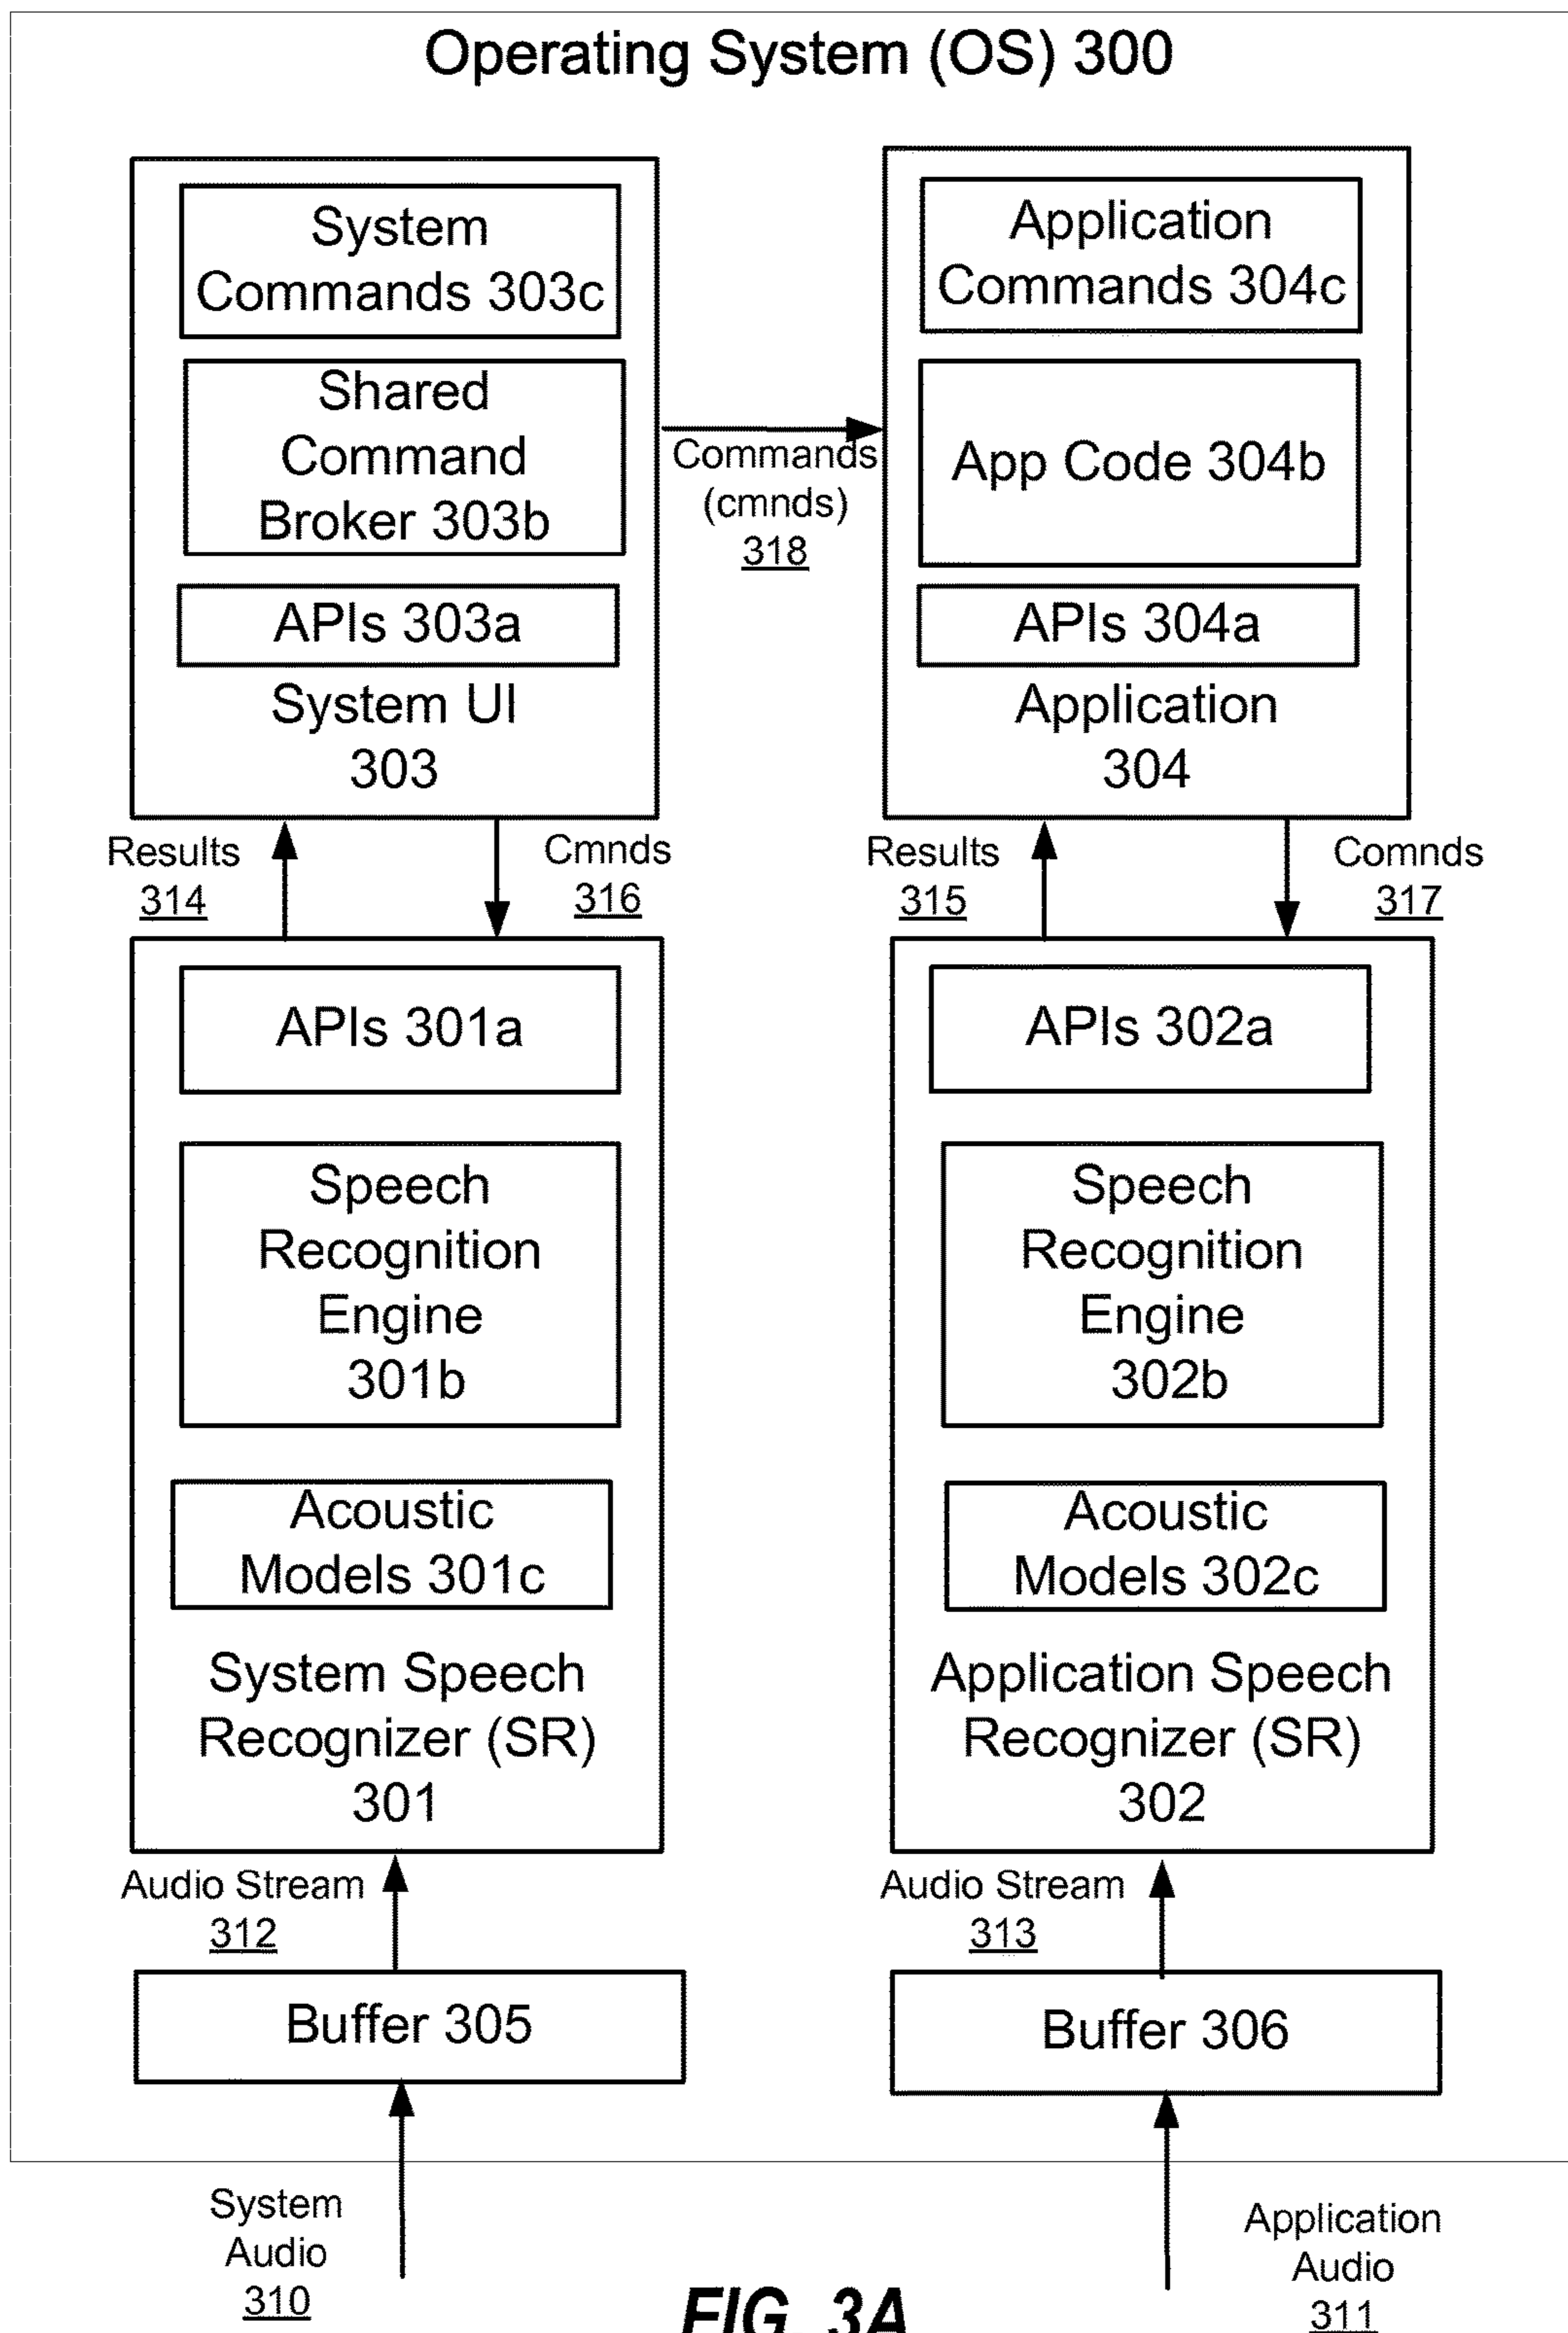 Operating System (OS) 300
System
Commands 303c
Shared
Command
Broker 303b
APIs 303a
System UI
303
Commands
(cmnds)
318
Application
Commands 304c
App Code 304b
APIs 304a
Application
304
Results
314
Cmnds
316
Results
315
Comnds
317
APIs 301a
Speech
Recognition
Engine
301b
Acoustic
Models 301c
System Speech
Recognizer (SR)
301
APIs 302a
Speech
Recognition
Engine
302b
Acoustic
Models 302c
Application Speech
Recognizer (SR)
302
Audio Stream
312
Audio Stream
313
Buffer 305
Buffer 306
System
Audio
310
Application
Audio
311
FIG. 3A